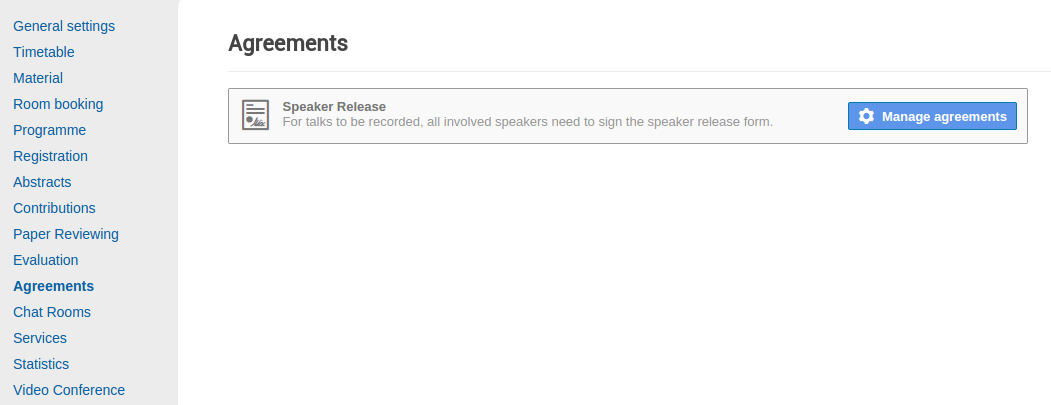 General settings
Timetable
Material
Room booking
Programme
Registration
Abstracts
Contributions
Paper Reviewing
Evaluation
Agreements
Chat Rooms
Services
Statistics
Video Conference
Agreements
Speaker Release
For talks to be recorded, all involved speakers need to sign the speaker release form.
Manage agreements